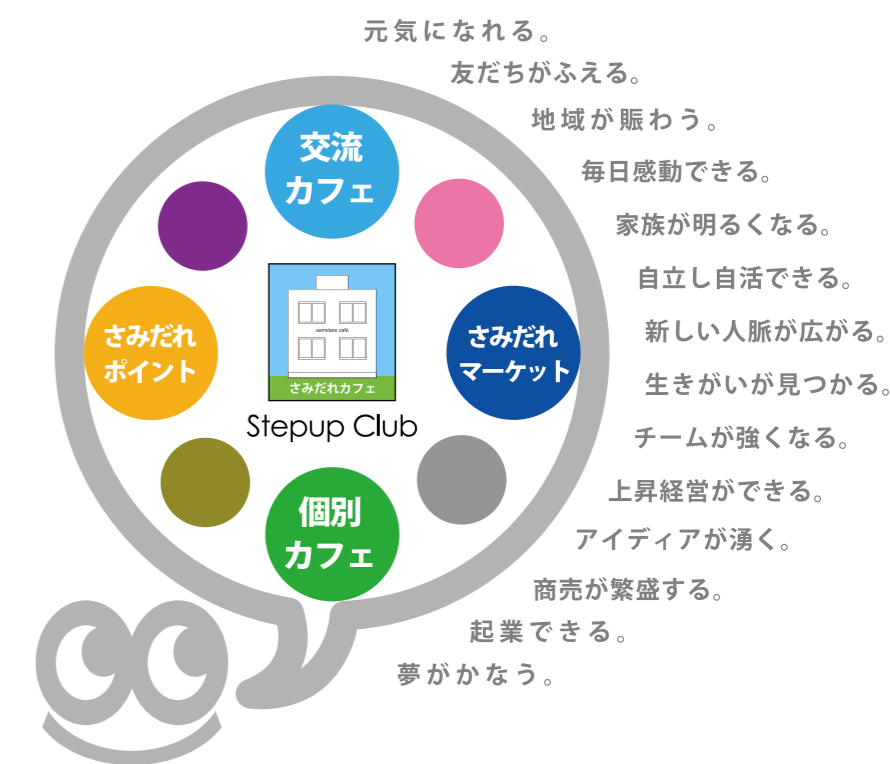 元気になれる。
友だちがふえる。
地域が賑わう。
毎日感動できる。
家族が明るくなる。
自立し自活できる。
新しい人脈が広がる。
生きがいが見つかる。
チームが強くなる。
上昇経営ができる。
アイディアが湧く。
商売が繁盛する。
起業できる。
夢がかなう。
交流
カフェ
さみだれ
ポイント
samidare café
さみだれカフェ
Stepup Club
さみだれ
マーケット
個別
カフェ